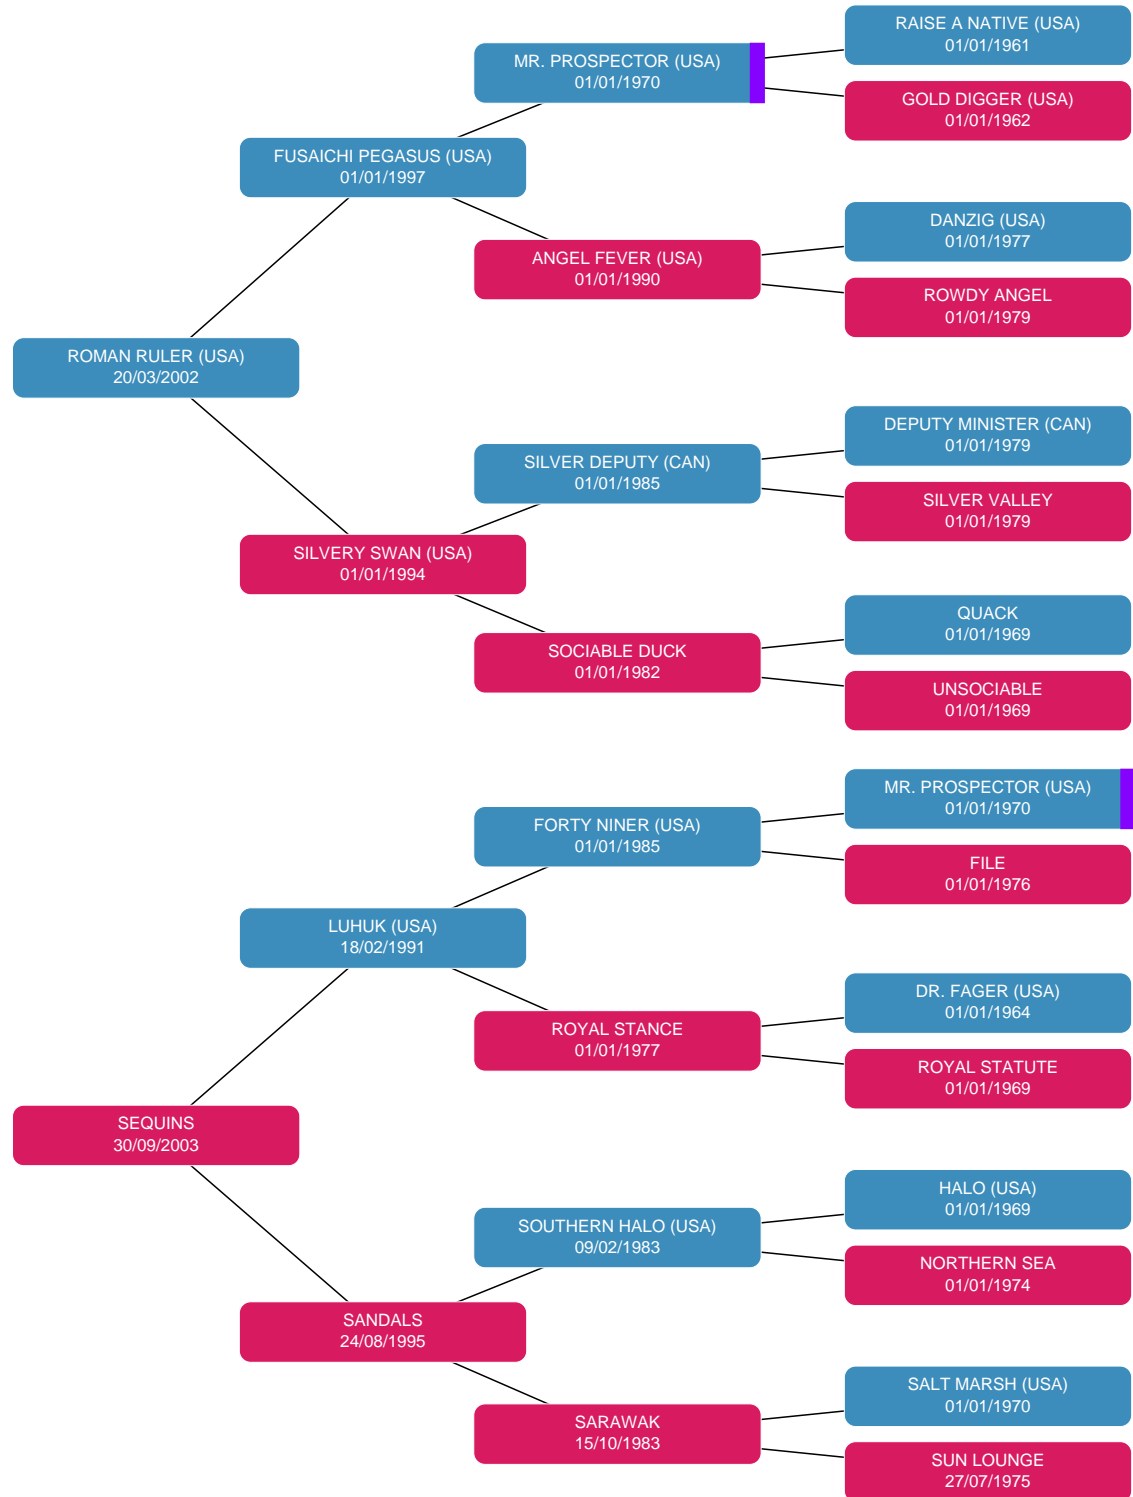 RAISE A NATIVE (USA)
01/01/1961
MR. PROSPECTOR (USA)
01/01/1970
GOLD DIGGER (USA)
01/01/1962
FUSAICHI PEGASUS (USA)
01/01/1997
DANZIG (USA)
01/01/1977
ANGEL FEVER (USA)
01/01/1990
ROWDY ANGEL
01/01/1979
ROMAN RULER (USA)
20/03/2002
DEPUTY MINISTER (CAN)
01/01/1979
SILVER DEPUTY (CAN)
01/01/1985
SILVER VALLEY
01/01/1979
SILVERY SWAN (USA)
01/01/1994
QUACK
01/01/1969
SOCIABLE DUCK
01/01/1982
UNSOCIABLE
01/01/1969
MR. PROSPECTOR (USA)
01/01/1970
FORTY NINER (USA)
01/01/1985
FILE
01/01/1976
LUHUK (USA)
18/02/1991
DR. FAGER (USA)
01/01/1964
ROYAL STANCE
01/01/1977
ROYAL STATUTE
01/01/1969
SEQUINS
30/09/2003
HALO (USA)
01/01/1969
SOUTHERN HALO (USA)
09/02/1983
NORTHERN SEA
01/01/1974
SANDALS
24/08/1995
SALT MARSH (USA)
01/01/1970
SARAWAK
15/10/1983
SUN LOUNGE
27/07/1975